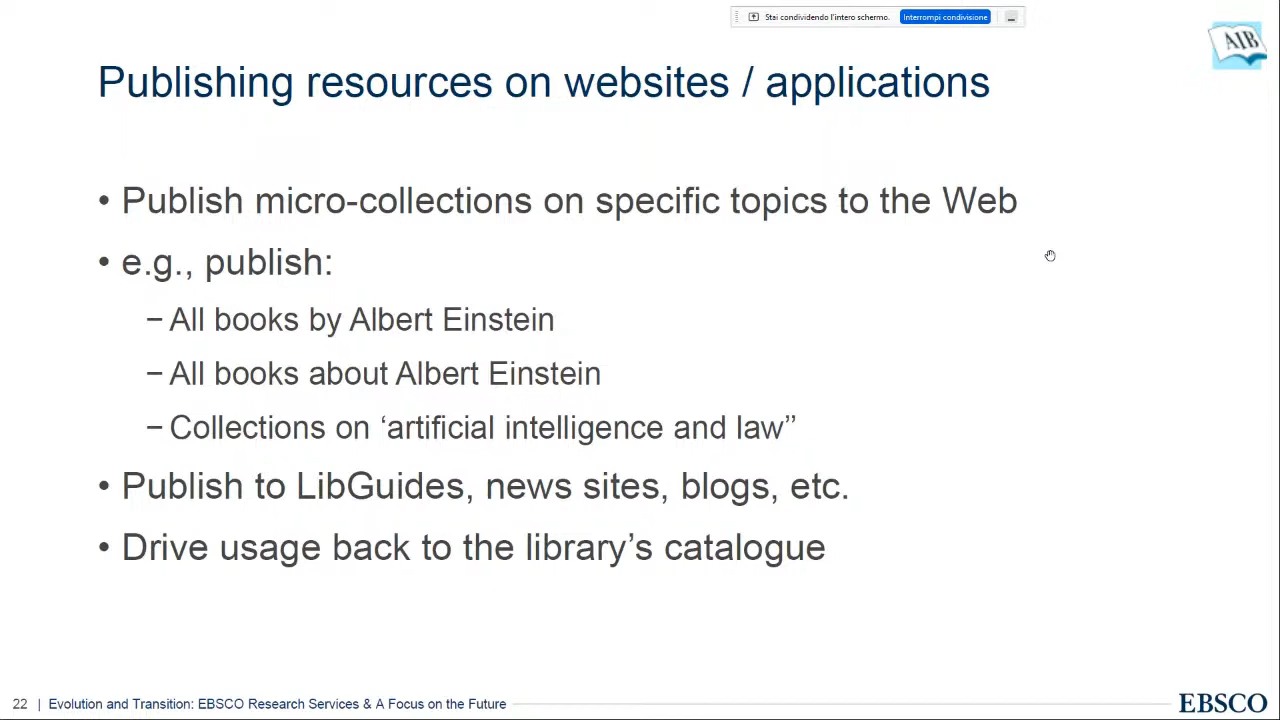 Stai condividendo l'intero schermo. Interrompi condivisione
AIB
Publishing resources on websites / applications
• Publish micro-collections on specific topics to the Web
• e.g., publish:
− All books by Albert Einstein
− All books about Albert Einstein
− Collections on ‘artificial intelligence and law”
• Publish to LibGuides, news sites, blogs, etc.
• Drive usage back to the library’s catalogue
22 | Evolution and Transition: EBSCO Research Services & A Focus on the Future
EBSCO